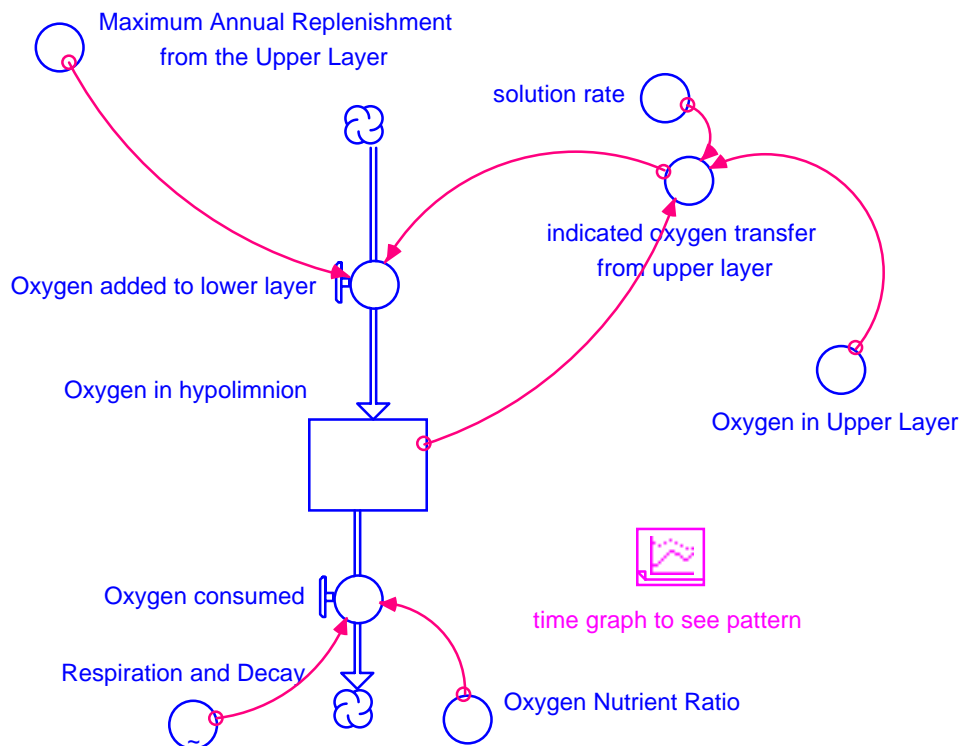 Maximum Annual Replenishment
from the Upper Layer
solution rate
indicated oxygen transfer
from upper layer
Oxygen added to lower layer
Oxygen in hypolimnion
Oxygen in Upper Layer
Oxygen consumed
time graph to see pattern
Respiration and Decay
Oxygen Nutrient Ratio
~